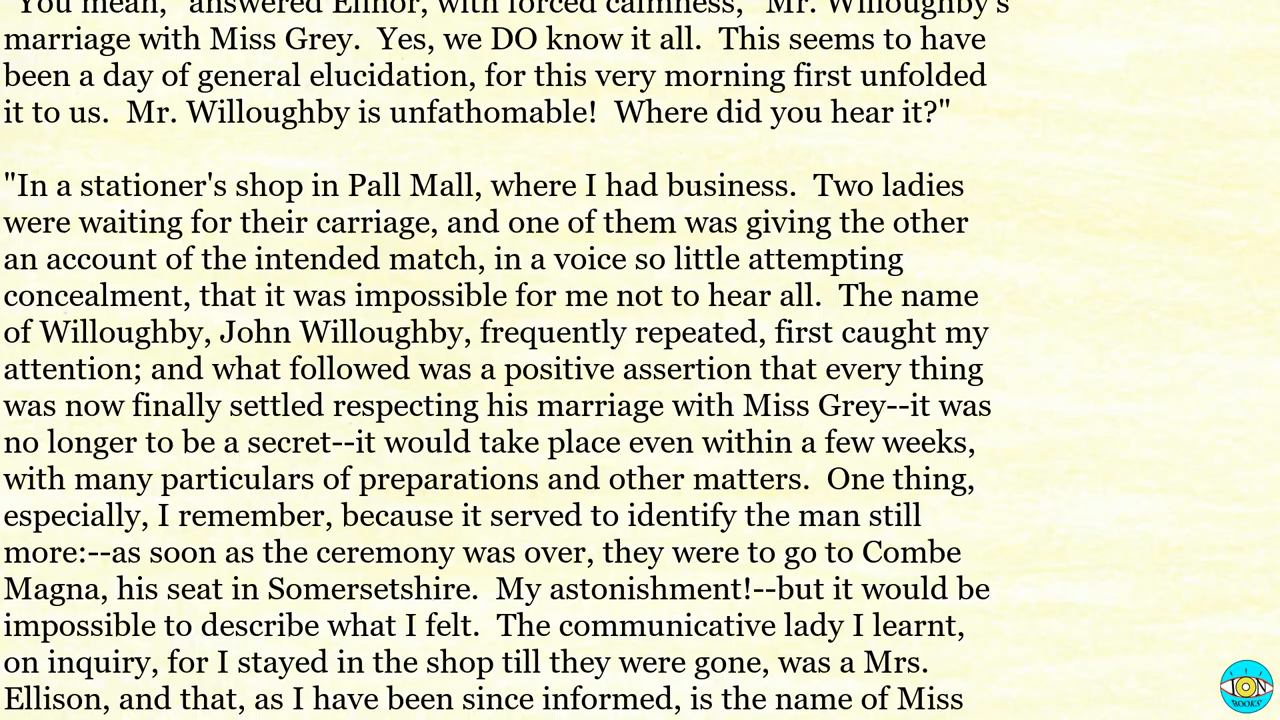 "You mean," answered Elinor, with forced calmness, "Mr. Willoughby's
marriage with Miss Grey.  Yes, we DO know it all.  This seems to have
been a day of general elucidation, for this very morning first unfolded
it to us.  Mr. Willoughby is unfathomable!  Where did you hear it?"

"In a stationer's shop in Pall Mall, where I had business.  Two ladies
were waiting for their carriage, and one of them was giving the other
an account of the intended match, in a voice so little attempting
concealment, that it was impossible for me not to hear all.  The name
of Willoughby, John Willoughby, frequently repeated, first caught my
attention; and what followed was a positive assertion that every thing
was now finally settled respecting his marriage with Miss Grey--it was
no longer to be a secret--it would take place even within a few weeks,
with many particulars of preparations and other matters.  One thing,
especially, I remember, because it served to identify the man still
more:--as soon as the ceremony was over, they were to go to Combe
Magna, his seat in Somersetshire.  My astonishment!--but it would be
impossible to describe what I felt.  The communicative lady I learnt,
on inquiry, for I stayed in the shop till they were gone, was a Mrs.
Ellison, and that, as I have been since informed, is the name of Miss
ION
BOOKS